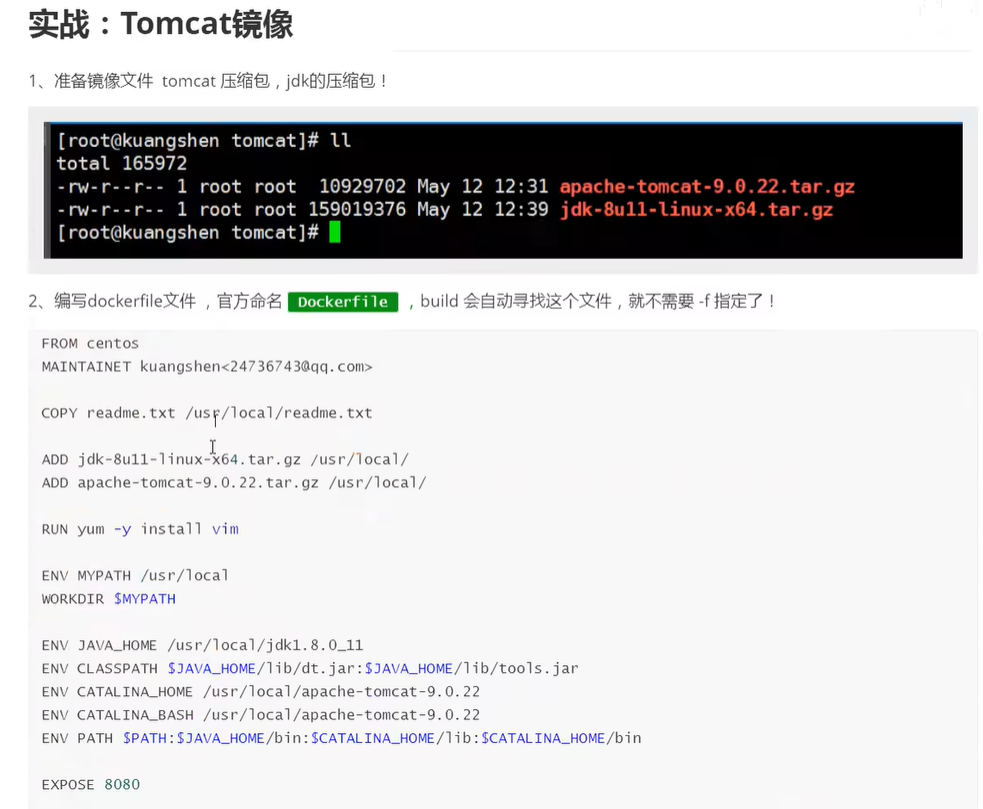 实战：Tomcat镜像
1、准备镜像文件 tomcat 压缩包，jdk的压缩包！
[root@kuangshen tomcat]# ll
total 165972
-rw-r--r-- 1 root root  10929702 May 12 12:31 apache-tomcat-9.0.22.tar.gz
-rw-r--r-- 1 root root 159019376 May 12 12:39 jdk-8u11-linux-x64.tar.gz
[root@kuangshen tomcat]#
2、编写dockerfile文件 ，官方命名 Dockerfile ，build 会自动寻找这个文件，就不需要 -f 指定了！
FROM centos
MAINTAINET kuangshen<24736743@qq.com>
COPY readme.txt /usr/local/readme.txt
ADD jdk-8u11-linux-x64.tar.gz /usr/local/
ADD apache-tomcat-9.0.22.tar.gz /usr/local/
RUN yum -y install vim
ENV MYPATH /usr/local
WORKDIR $MYPATH
ENV JAVA_HOME /usr/local/jdk1.8.0_11
ENV CLASSPATH $JAVA_HOME/lib/dt.jar:$JAVA_HOME/lib/tools.jar
ENV CATALINA_HOME /usr/local/apache-tomcat-9.0.22
ENV CATALINA_BASH /usr/local/apache-tomcat-9.0.22
ENV PATH $PATH:$JAVA_HOME/bin:$CATALINA_HOME/lib:$CATALINA_HOME/bin
EXPOSE 8080